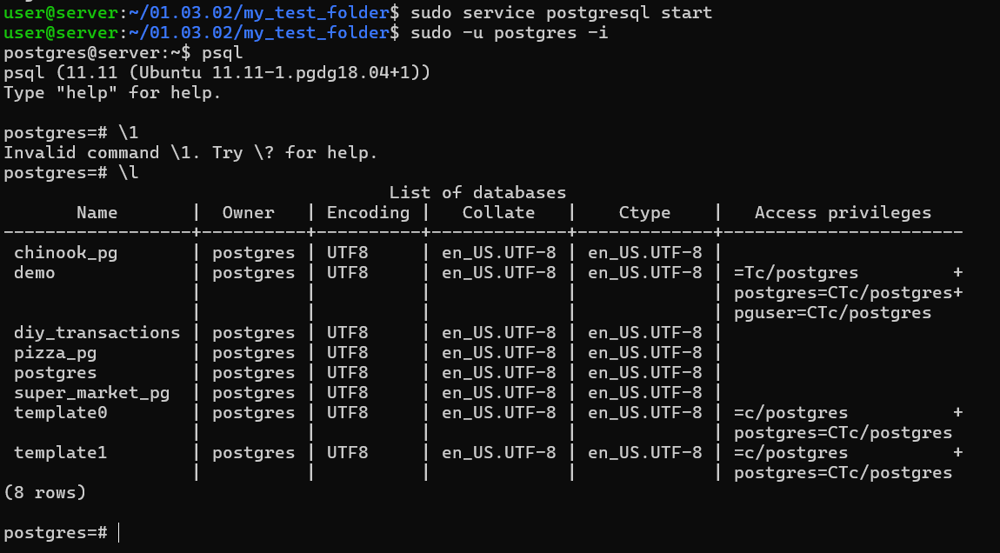 user@server:~/01.03.02/my_test_folder$ sudo service postgresql start
user@server:~/01.03.02/my_test_folder$ sudo -u postgres -i
postgres@server:~$ psql
psql (11.11 (Ubuntu 11.11-1.pgdg18.04+1))
Type "help" for help.

postgres=# \1
Invalid command \1. Try \? for help.
postgres=# \l
                                     List of databases
       Name       |  Owner   | Encoding |   Collate   |    Ctype    |   Access privileges
------------------+----------+----------+-------------+-------------+-----------------------
 chinook_pg       | postgres | UTF8     | en_US.UTF-8 | en_US.UTF-8 |
 demo             | postgres | UTF8     | en_US.UTF-8 | en_US.UTF-8 | =Tc/postgres         +
                  |          |          |             |             | postgres=CTc/postgres+
                  |          |          |             |             | pguser=CTc/postgres
 diy_transactions | postgres | UTF8     | en_US.UTF-8 | en_US.UTF-8 |
 pizza_pg         | postgres | UTF8     | en_US.UTF-8 | en_US.UTF-8 |
 postgres         | postgres | UTF8     | en_US.UTF-8 | en_US.UTF-8 |
 super_market_pg  | postgres | UTF8     | en_US.UTF-8 | en_US.UTF-8 |
 template0        | postgres | UTF8     | en_US.UTF-8 | en_US.UTF-8 | =c/postgres          +
                  |          |          |             |             | postgres=CTc/postgres
 template1        | postgres | UTF8     | en_US.UTF-8 | en_US.UTF-8 | =c/postgres          +
                  |          |          |             |             | postgres=CTc/postgres
(8 rows)

postgres=#